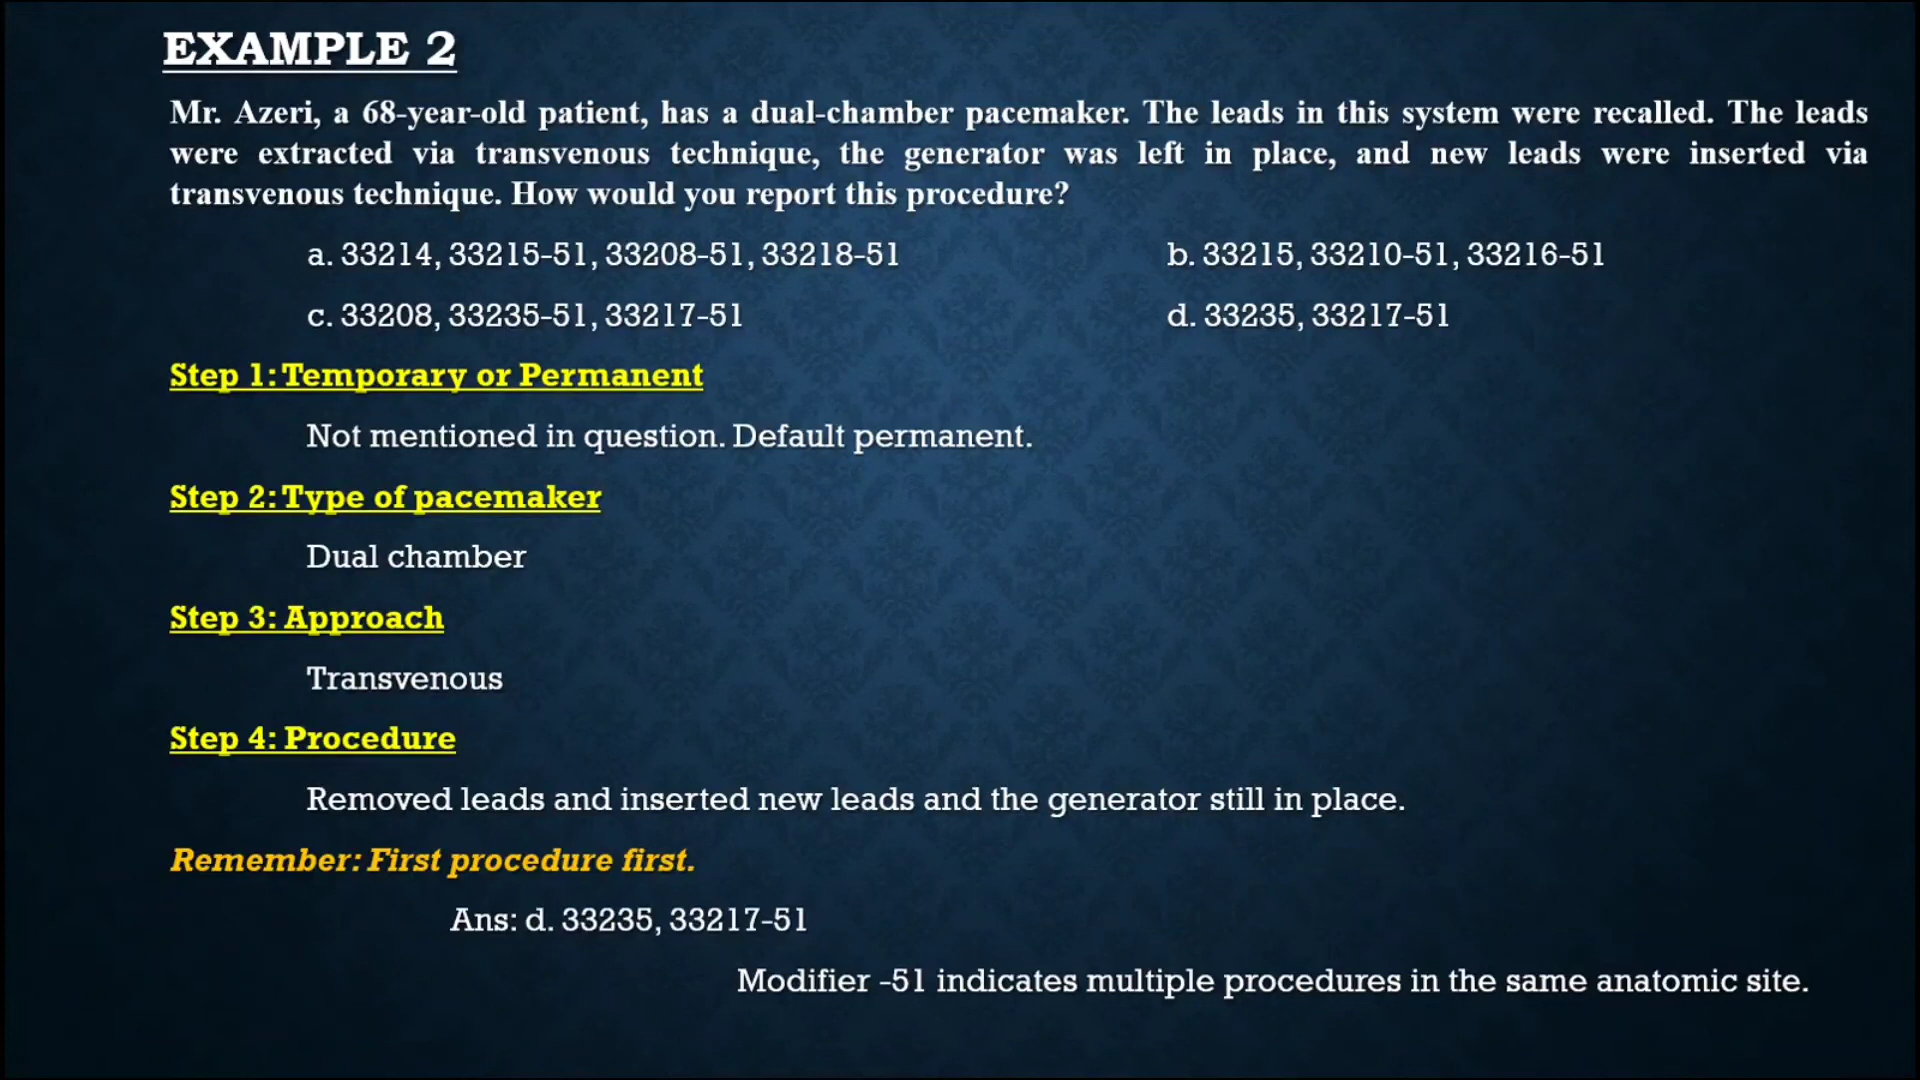 EXAMPLE 2
Mr. Azeri, a 68-year-old patient, has a dual-chamber pacemaker. The leads in this system were recalled. The leads
were extracted via transvenous technique, the generator was left in place, and new leads were inserted via
transvenous technique. How would you report this procedure?
a. 33214, 33215-51, 33208-51, 33218-51 b. 33215, 33210-51, 33216-51
c. 33208, 33235-51, 33217-51 d. 33235, 33217-51
Step 1: Temporary or Permanent
Not mentioned in question. Default permanent.
Step 2: Type of pacemaker
Dual chamber
Step 3: Approach
Transvenous
Step 4: Procedure
Removed leads and inserted new leads and the generator still in place.
Remember: First procedure first.
Ans: d. 33235, 33217-51
Modifier -51 indicates multiple procedures in the same anatomic site.